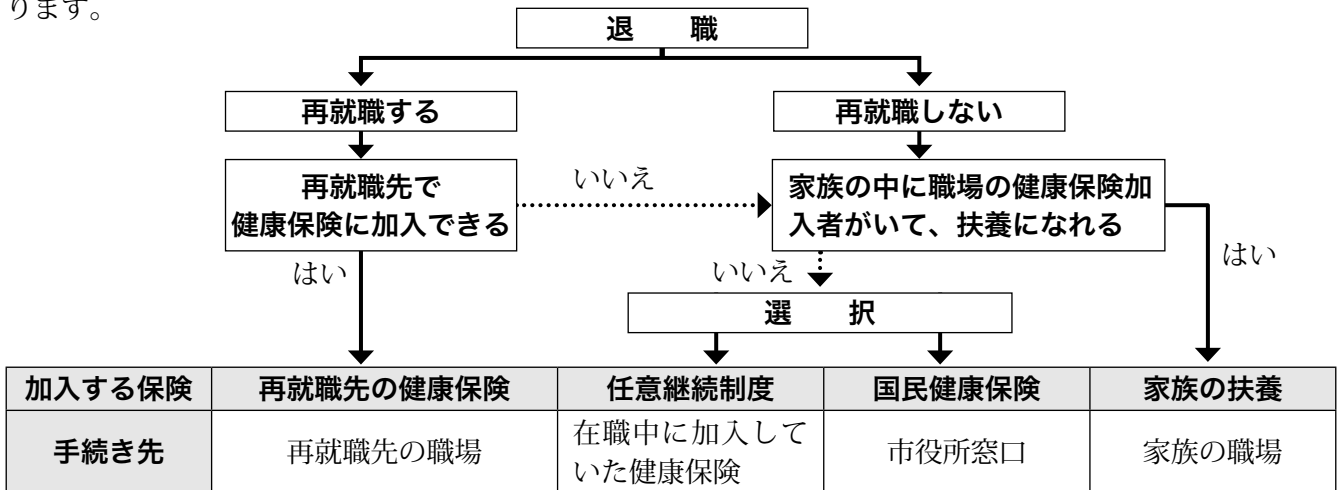 ります。
退　職
再就職する
再就職しない
再就職先で
健康保険に加入できる
いいえ
家族の中に職場の健康保険加
入者がいて、扶養になれる
はい
いいえ
はい
選　択
加入する保険
再就職先の健康保険
任意継続制度
国民健康保険
家族の扶養
手続き先
再就職先の職場
在職中に加入して
いた健康保険
市役所窓口
家族の職場